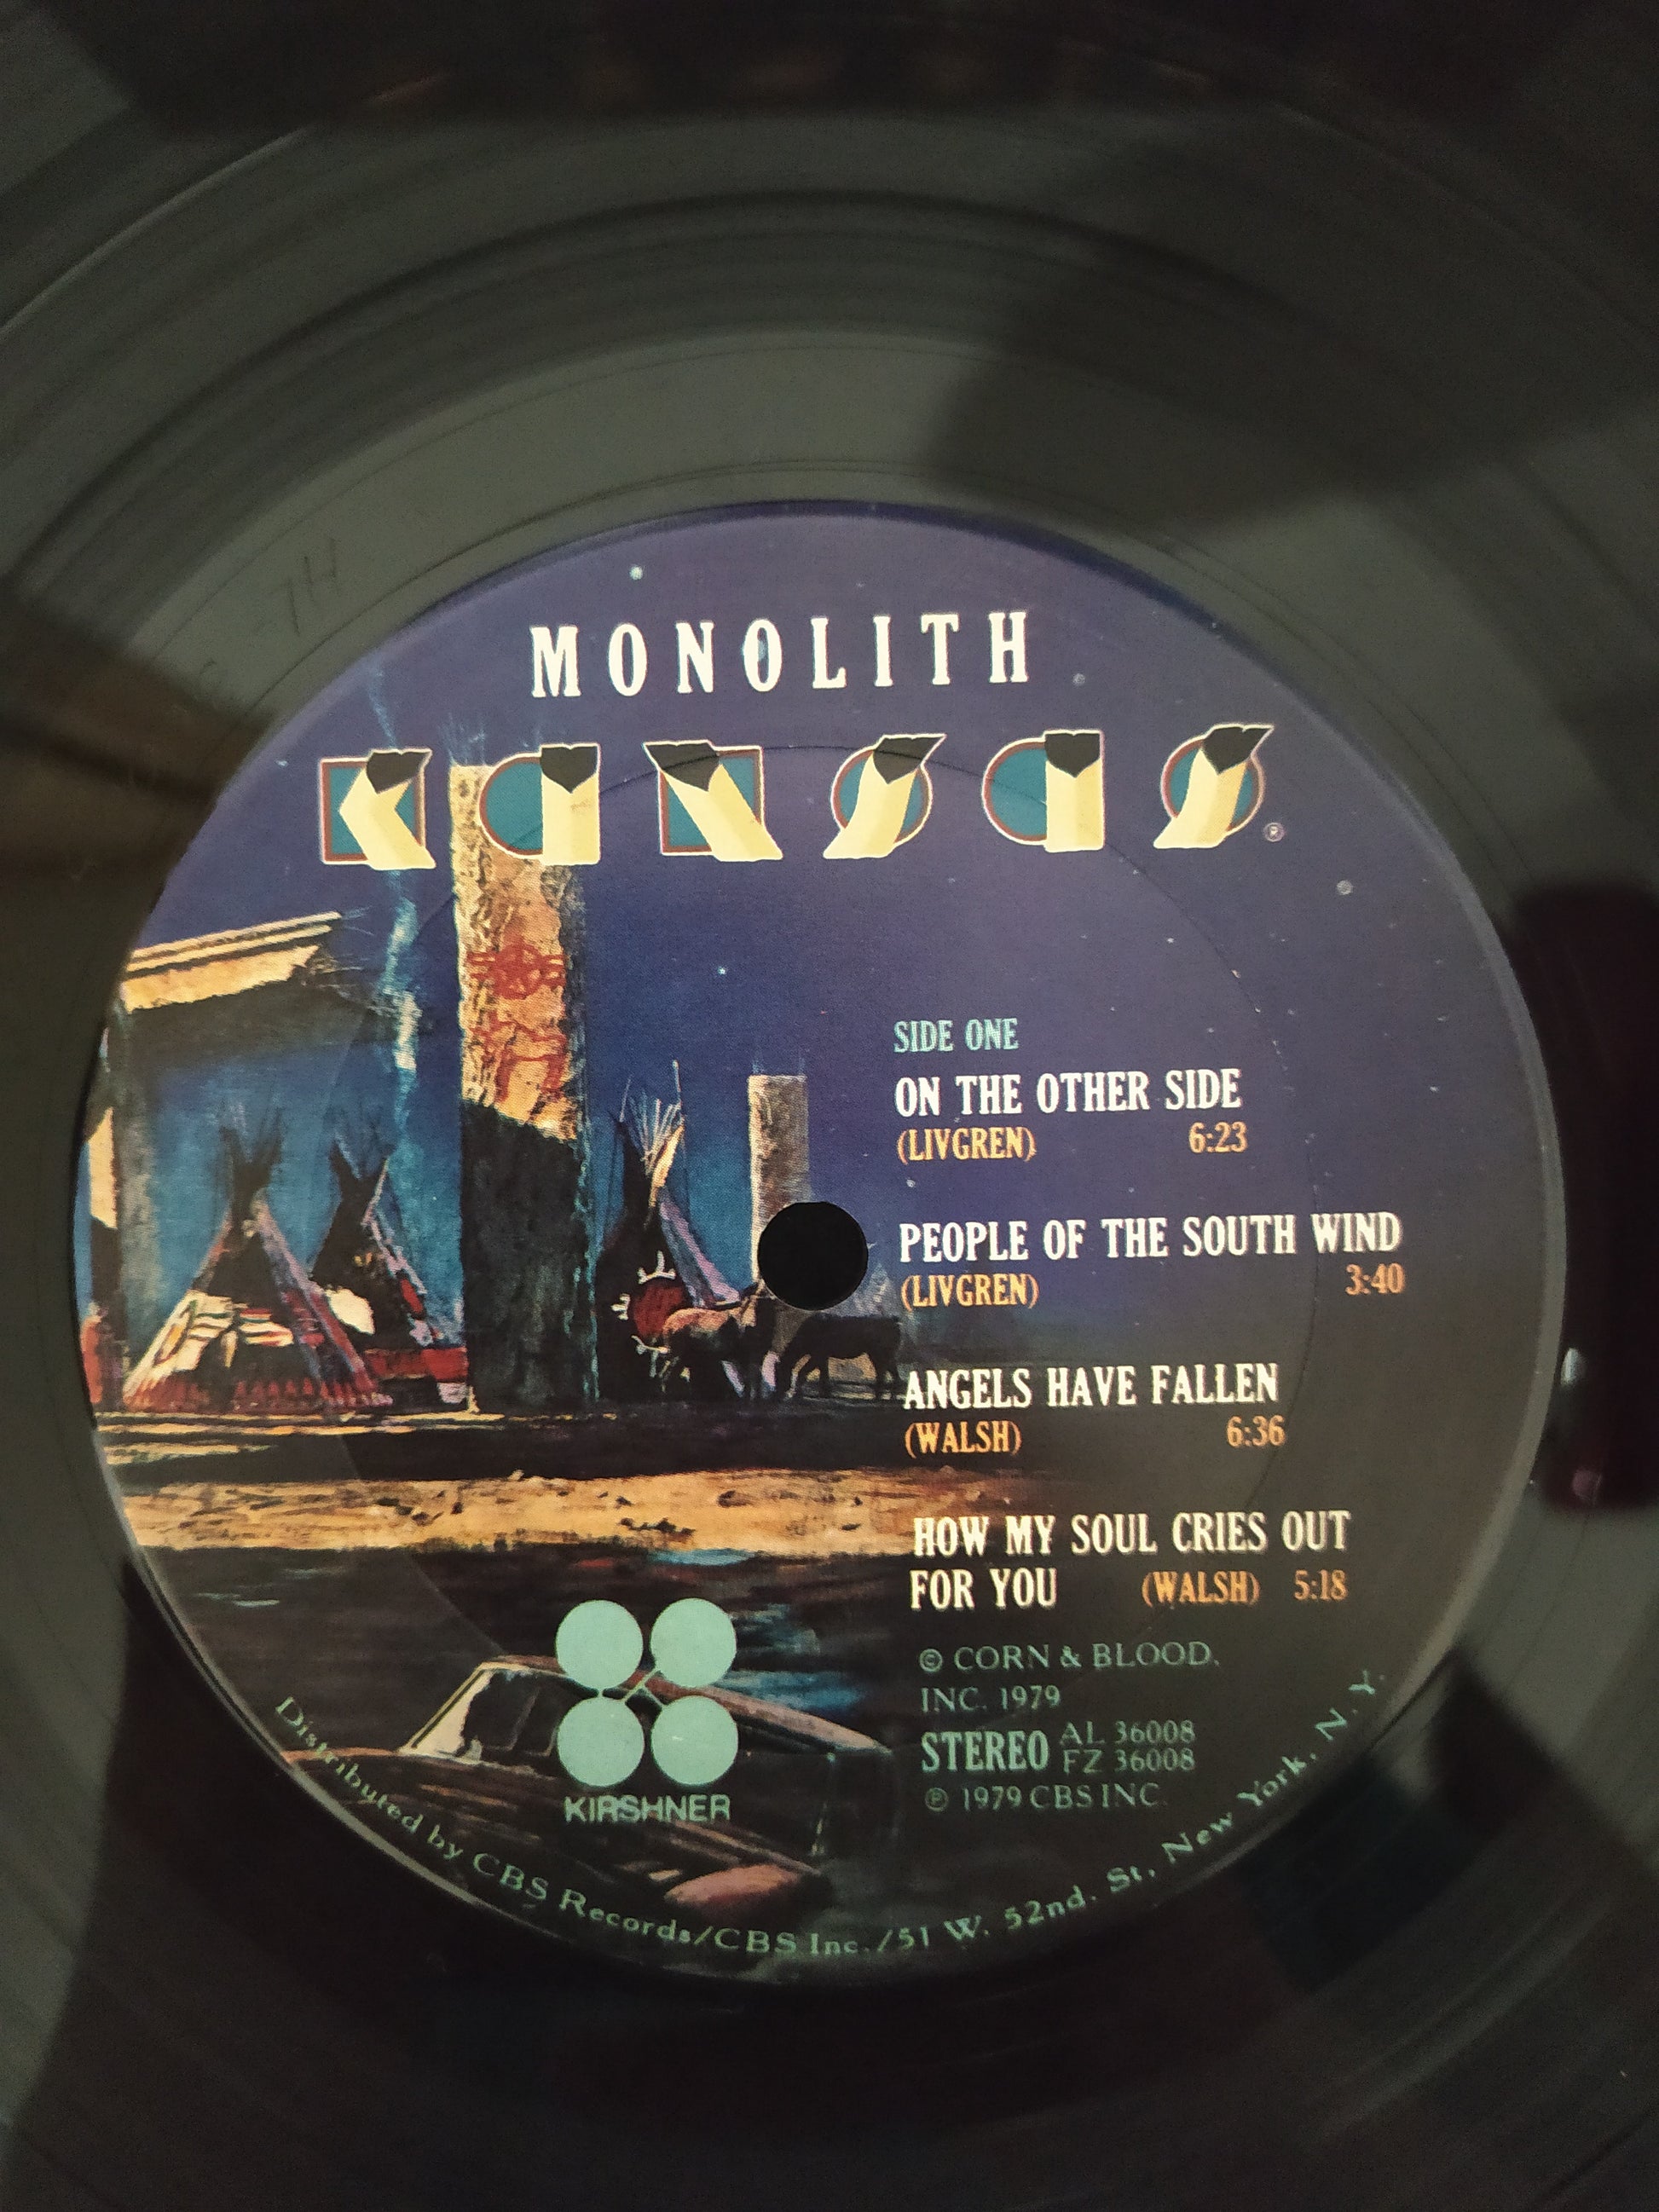 MONOLITH
KANSAS®
SIDE ONE
ON THE OTHER SIDE
(LIVGREN) 6:23
PEOPLE OF THE SOUTH WIND
(LIVGREN) 3:40
ANGELS HAVE FALLEN
(WALSH) 6:36
HOW MY SOUL CRIES OUT
FOR YOU (WALSH) 5:18
© CORN & BLOOD,
INC. 1979
STEREO AL 36008
FZ 36008
℗ 1979 CBS INC.
KIRSHNER
Distributed by CBS Records/CBS Inc./51 W. 52nd. St, New York, N.Y.